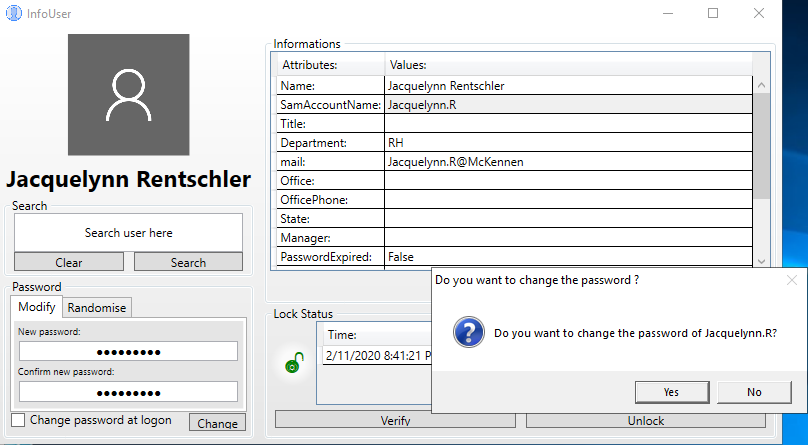 InfoUser
Jacquelynn Rentschler
Search
Search user here
Clear
Search
Password
Modify
Randomise
New password:
●●●●●●●●●
Confirm new password:
●●●●●●●●●
Change password at logon
Change
Informations
Attributes: Values:
Name: Jacquelynn Rentschler
SamAccountName: Jacquelynn.R
Title:
Department: RH
mail: Jacquelynn.R@McKennen
Office:
OfficePhone:
State:
Manager:
PasswordExpired: False
Lock Status
Time:
2/11/2020 8:41:21 P
Verify
Unlock
Do you want to change the password ?
Do you want to change the password of Jacquelynn.R?
Yes
No